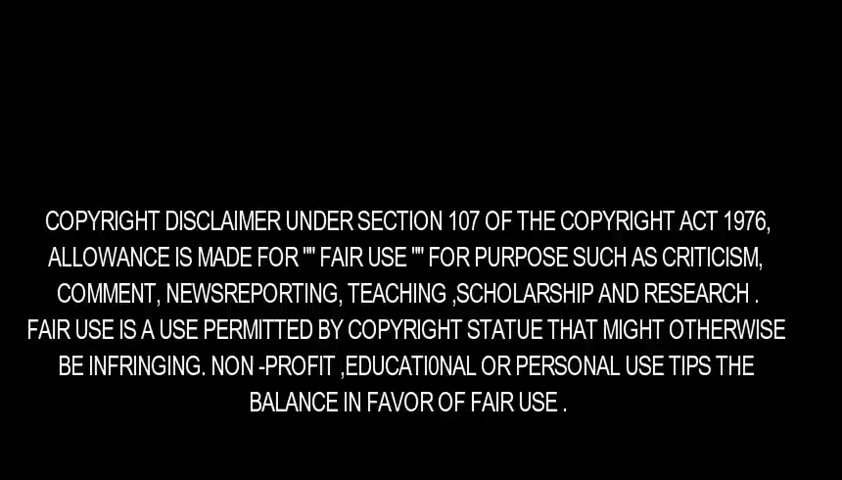 COPYRIGHT DISCLAIMER UNDER SECTION 107 OF THE COPYRIGHT ACT 1976,
ALLOWANCE IS MADE FOR "" FAIR USE "" FOR PURPOSE SUCH AS CRITICISM,
COMMENT, NEWSREPORTING, TEACHING ,SCHOLARSHIP AND RESEARCH .
FAIR USE IS A USE PERMITTED BY COPYRIGHT STATUE THAT MIGHT OTHERWISE
BE INFRINGING. NON -PROFIT ,EDUCATI0NAL OR PERSONAL USE TIPS THE
BALANCE IN FAVOR OF FAIR USE .